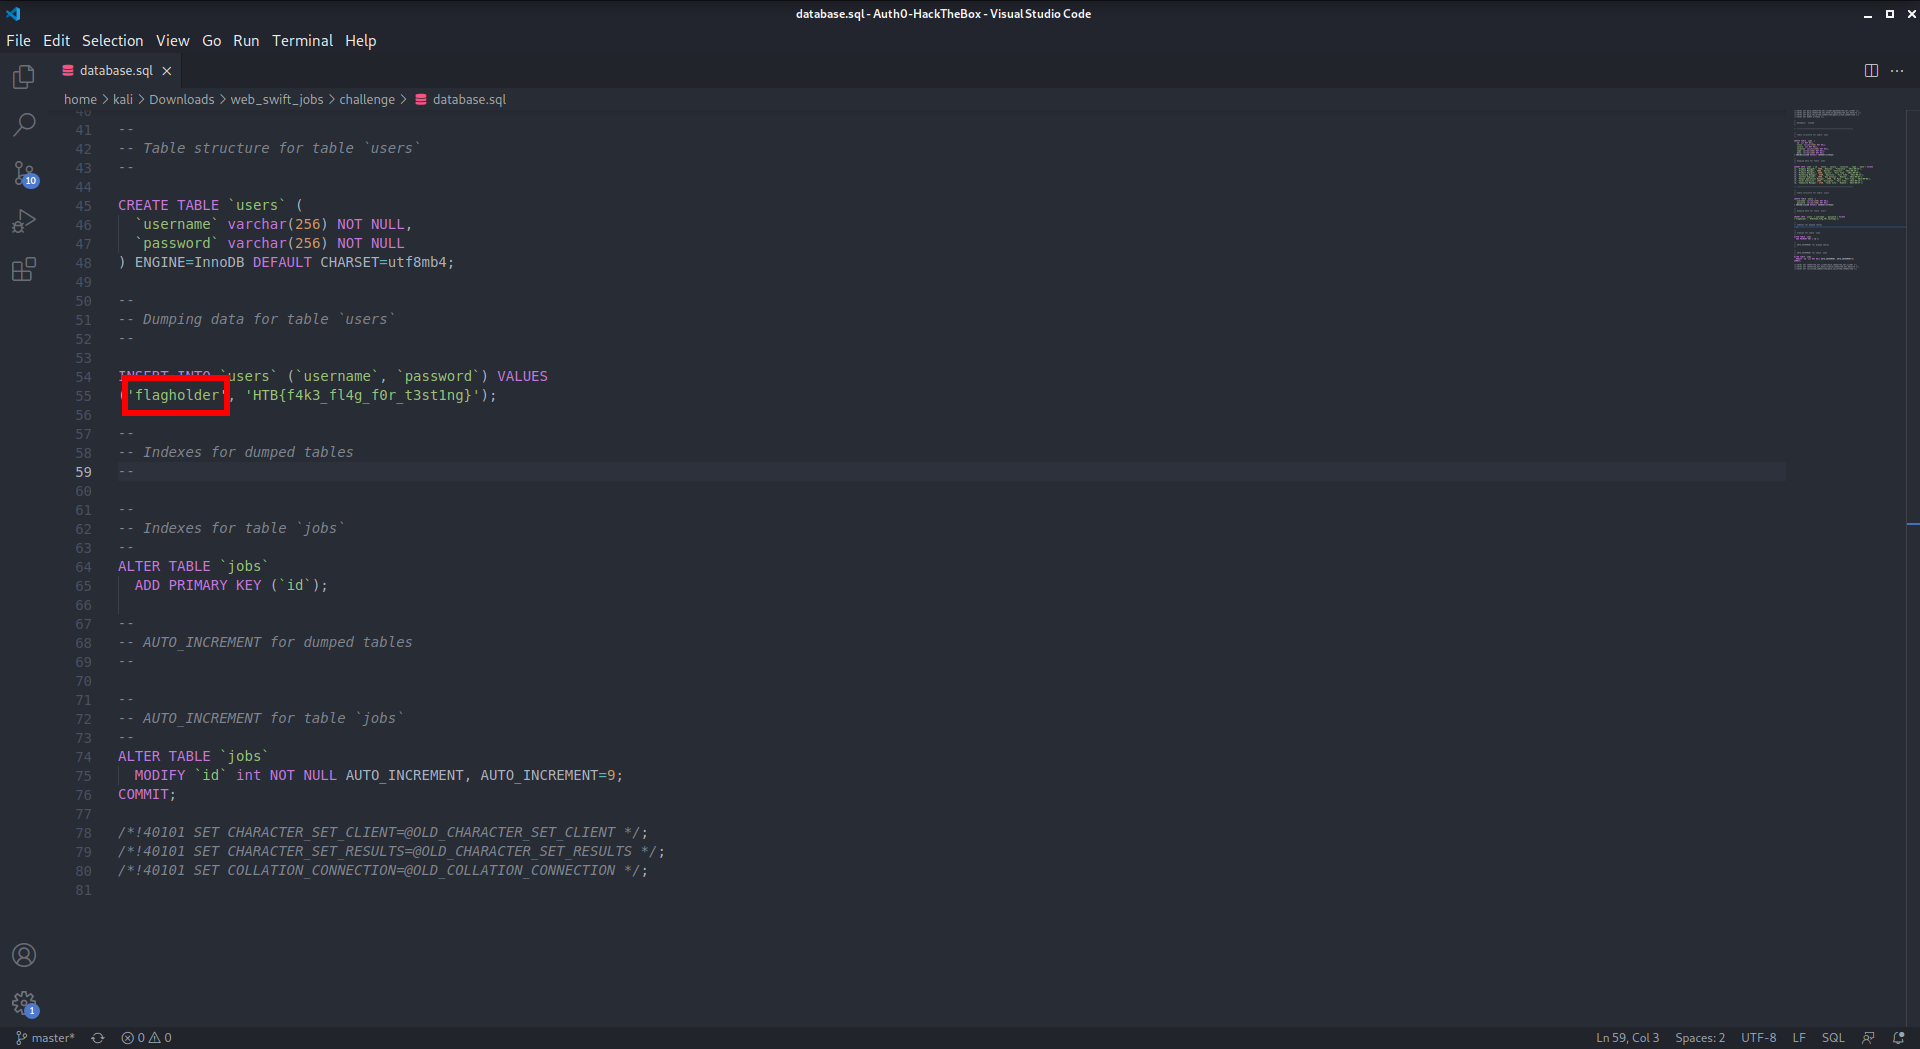 database.sql - Auth0-HackTheBox - Visual Studio Code
File Edit Selection View Go Run Terminal Help
database.sql
home > kali > Downloads > web_swift_jobs > challenge > database.sql
40
41 --
42 -- Table structure for table `users`
43 --
44
45 CREATE TABLE `users` (
46 `username` varchar(256) NOT NULL,
47 `password` varchar(256) NOT NULL
48 ) ENGINE=InnoDB DEFAULT CHARSET=utf8mb4;
49
50 --
51 -- Dumping data for table `users`
52 --
53
54 INSERT INTO `users` (`username`, `password`) VALUES
55 ('flagholder', 'HTB{f4k3_fl4g_f0r_t3st1ng}');
56
57 --
58 -- Indexes for dumped tables
59 --
60
61 --
62 -- Indexes for table `jobs`
63 --
64 ALTER TABLE `jobs`
65 ADD PRIMARY KEY (`id`);
66
67 --
68 -- AUTO_INCREMENT for dumped tables
69 --
70
71 --
72 -- AUTO_INCREMENT for table `jobs`
73 --
74 ALTER TABLE `jobs`
75 MODIFY `id` int NOT NULL AUTO_INCREMENT, AUTO_INCREMENT=9;
76 COMMIT;
77
78 /*!40101 SET CHARACTER_SET_CLIENT=@OLD_CHARACTER_SET_CLIENT */;
79 /*!40101 SET CHARACTER_SET_RESULTS=@OLD_CHARACTER_SET_RESULTS */;
80 /*!40101 SET COLLATION_CONNECTION=@OLD_COLLATION_CONNECTION */;
81
10
1
master* 0 0 Ln 59, Col 3 Spaces: 2 UTF-8 LF SQL